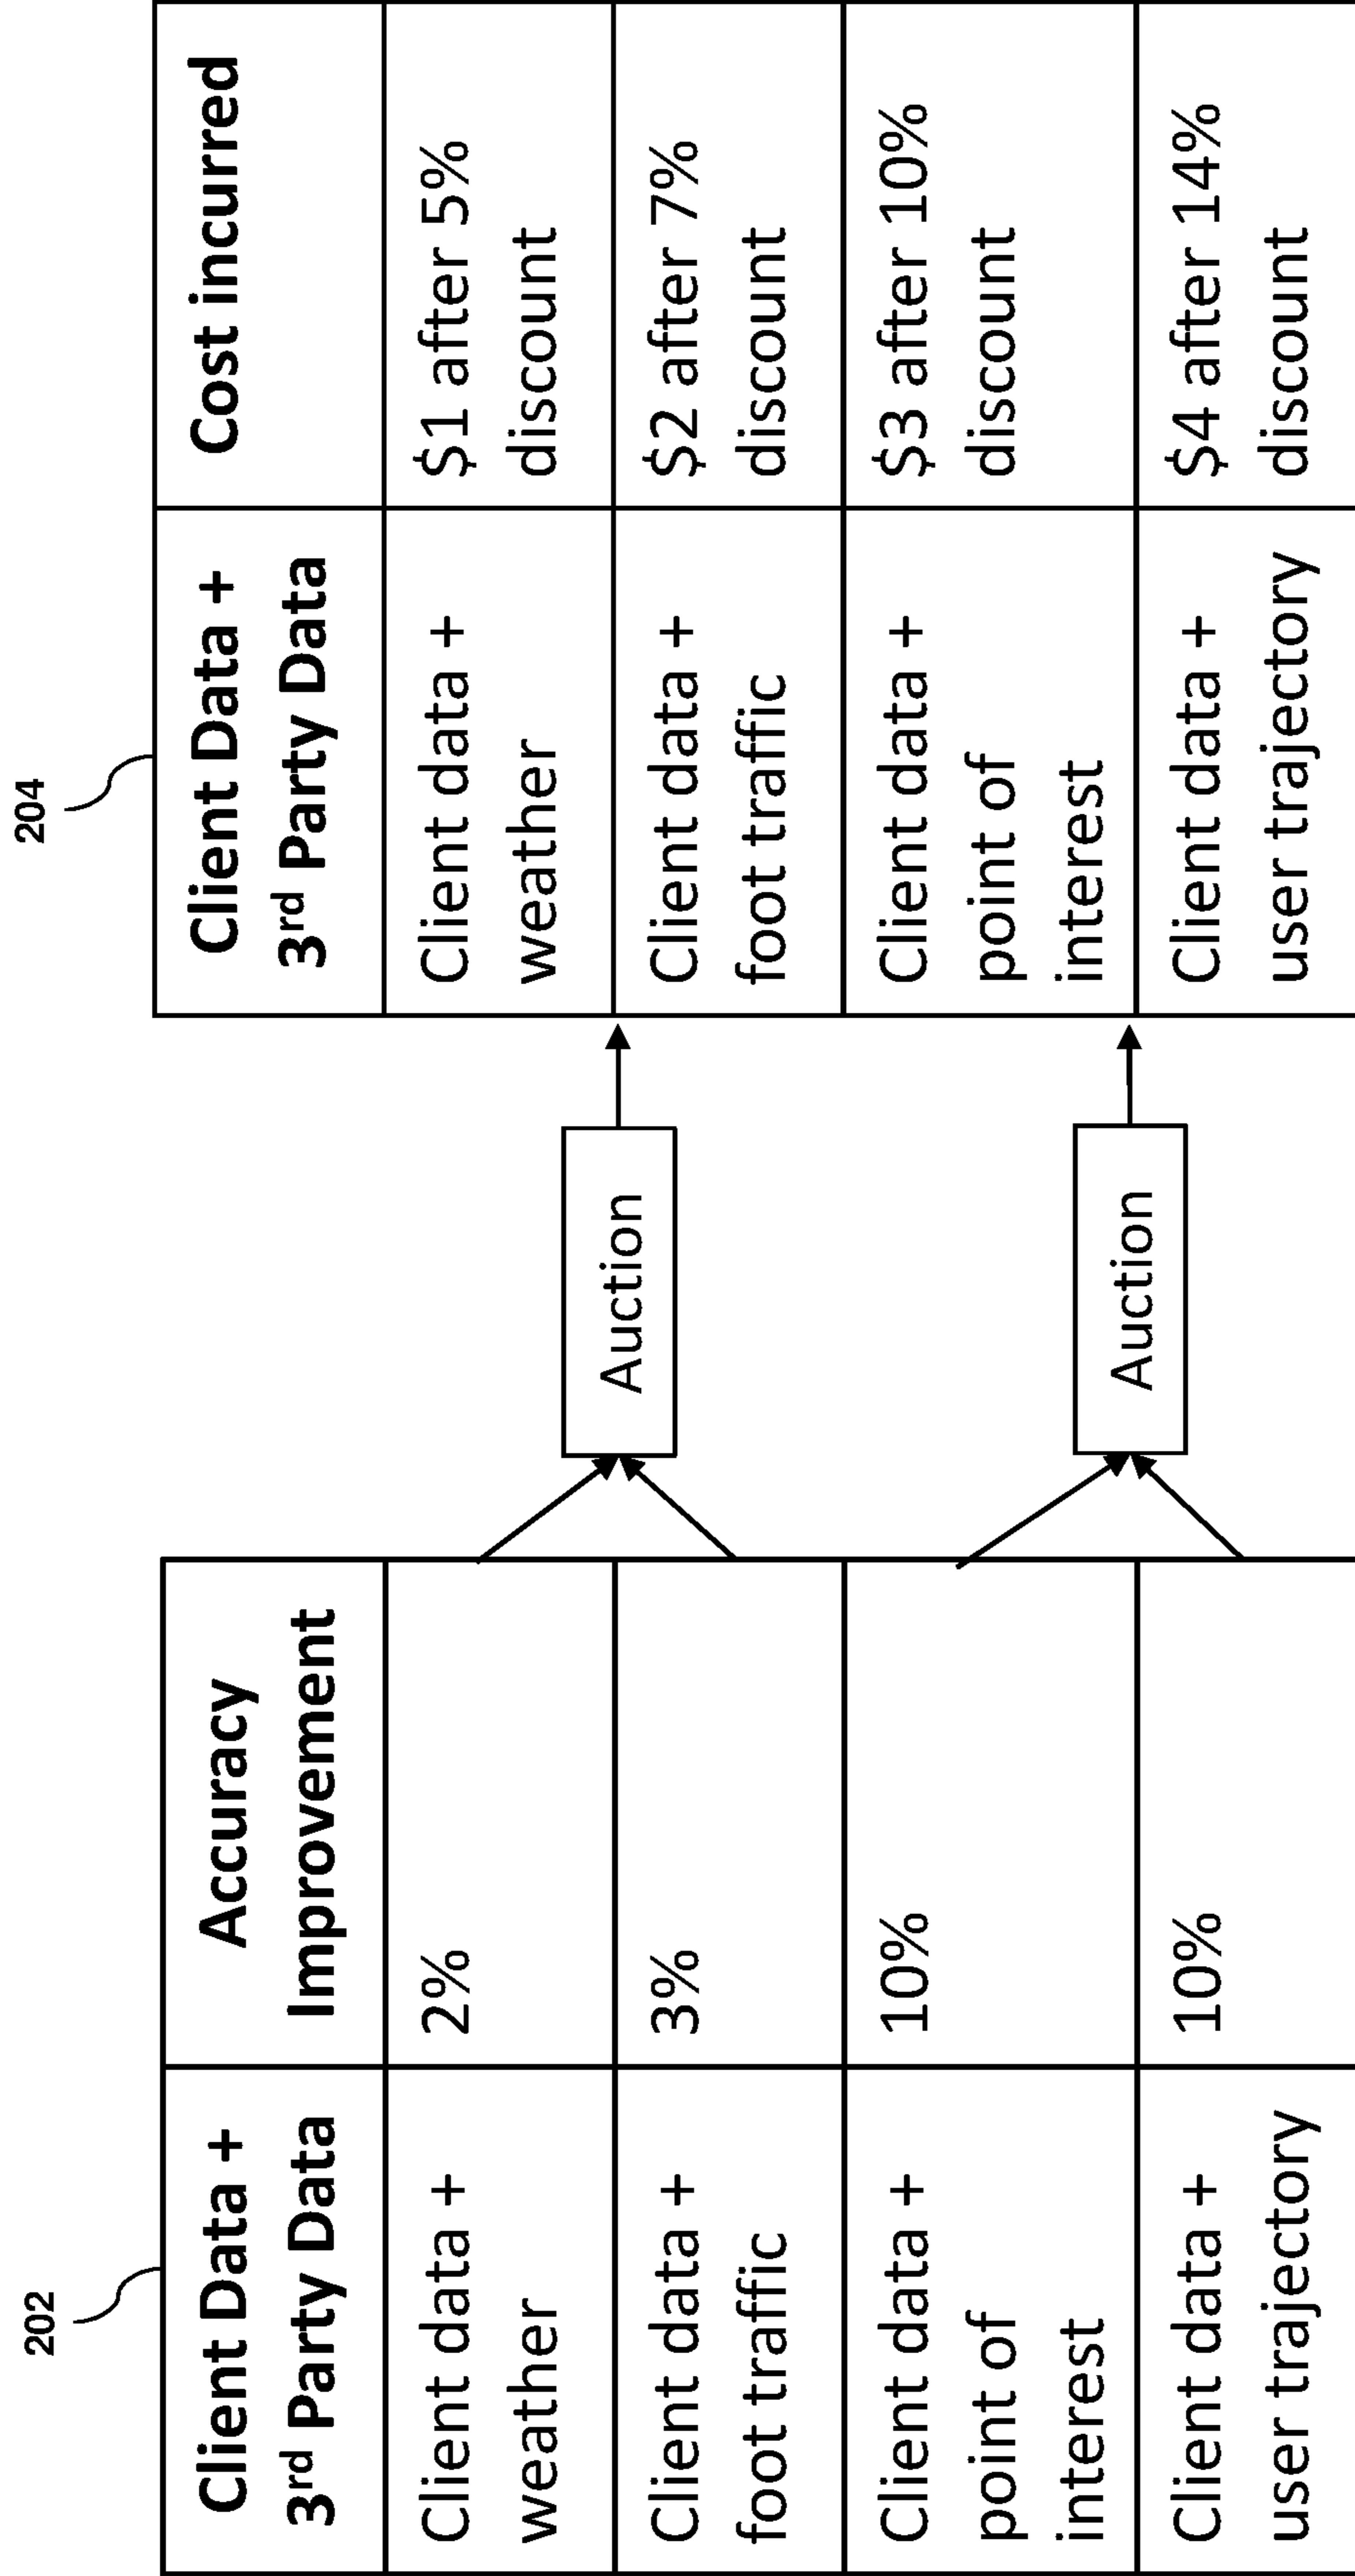 202
Client Data +
3rd Party Data
Accuracy
Improvement
Client data +
weather
2%
Client data +
foot traffic
3%
Client data +
point of
interest
10%
Client data +
user trajectory
10%
Auction
Auction
204
Client Data +
3rd Party Data
Cost incurred
Client data +
weather
$1 after 5%
discount
Client data +
foot traffic
$2 after 7%
discount
Client data +
point of
interest
$3 after 10%
discount
Client data +
user trajectory
$4 after 14%
discount